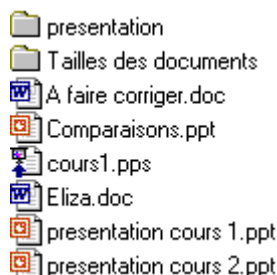 presentation
Tailles des documents
A faire corriger.doc
Comparaisons.ppt
cours1.pps
Eliza.doc
presentation cours 1.ppt
presentation cours 2.ppt